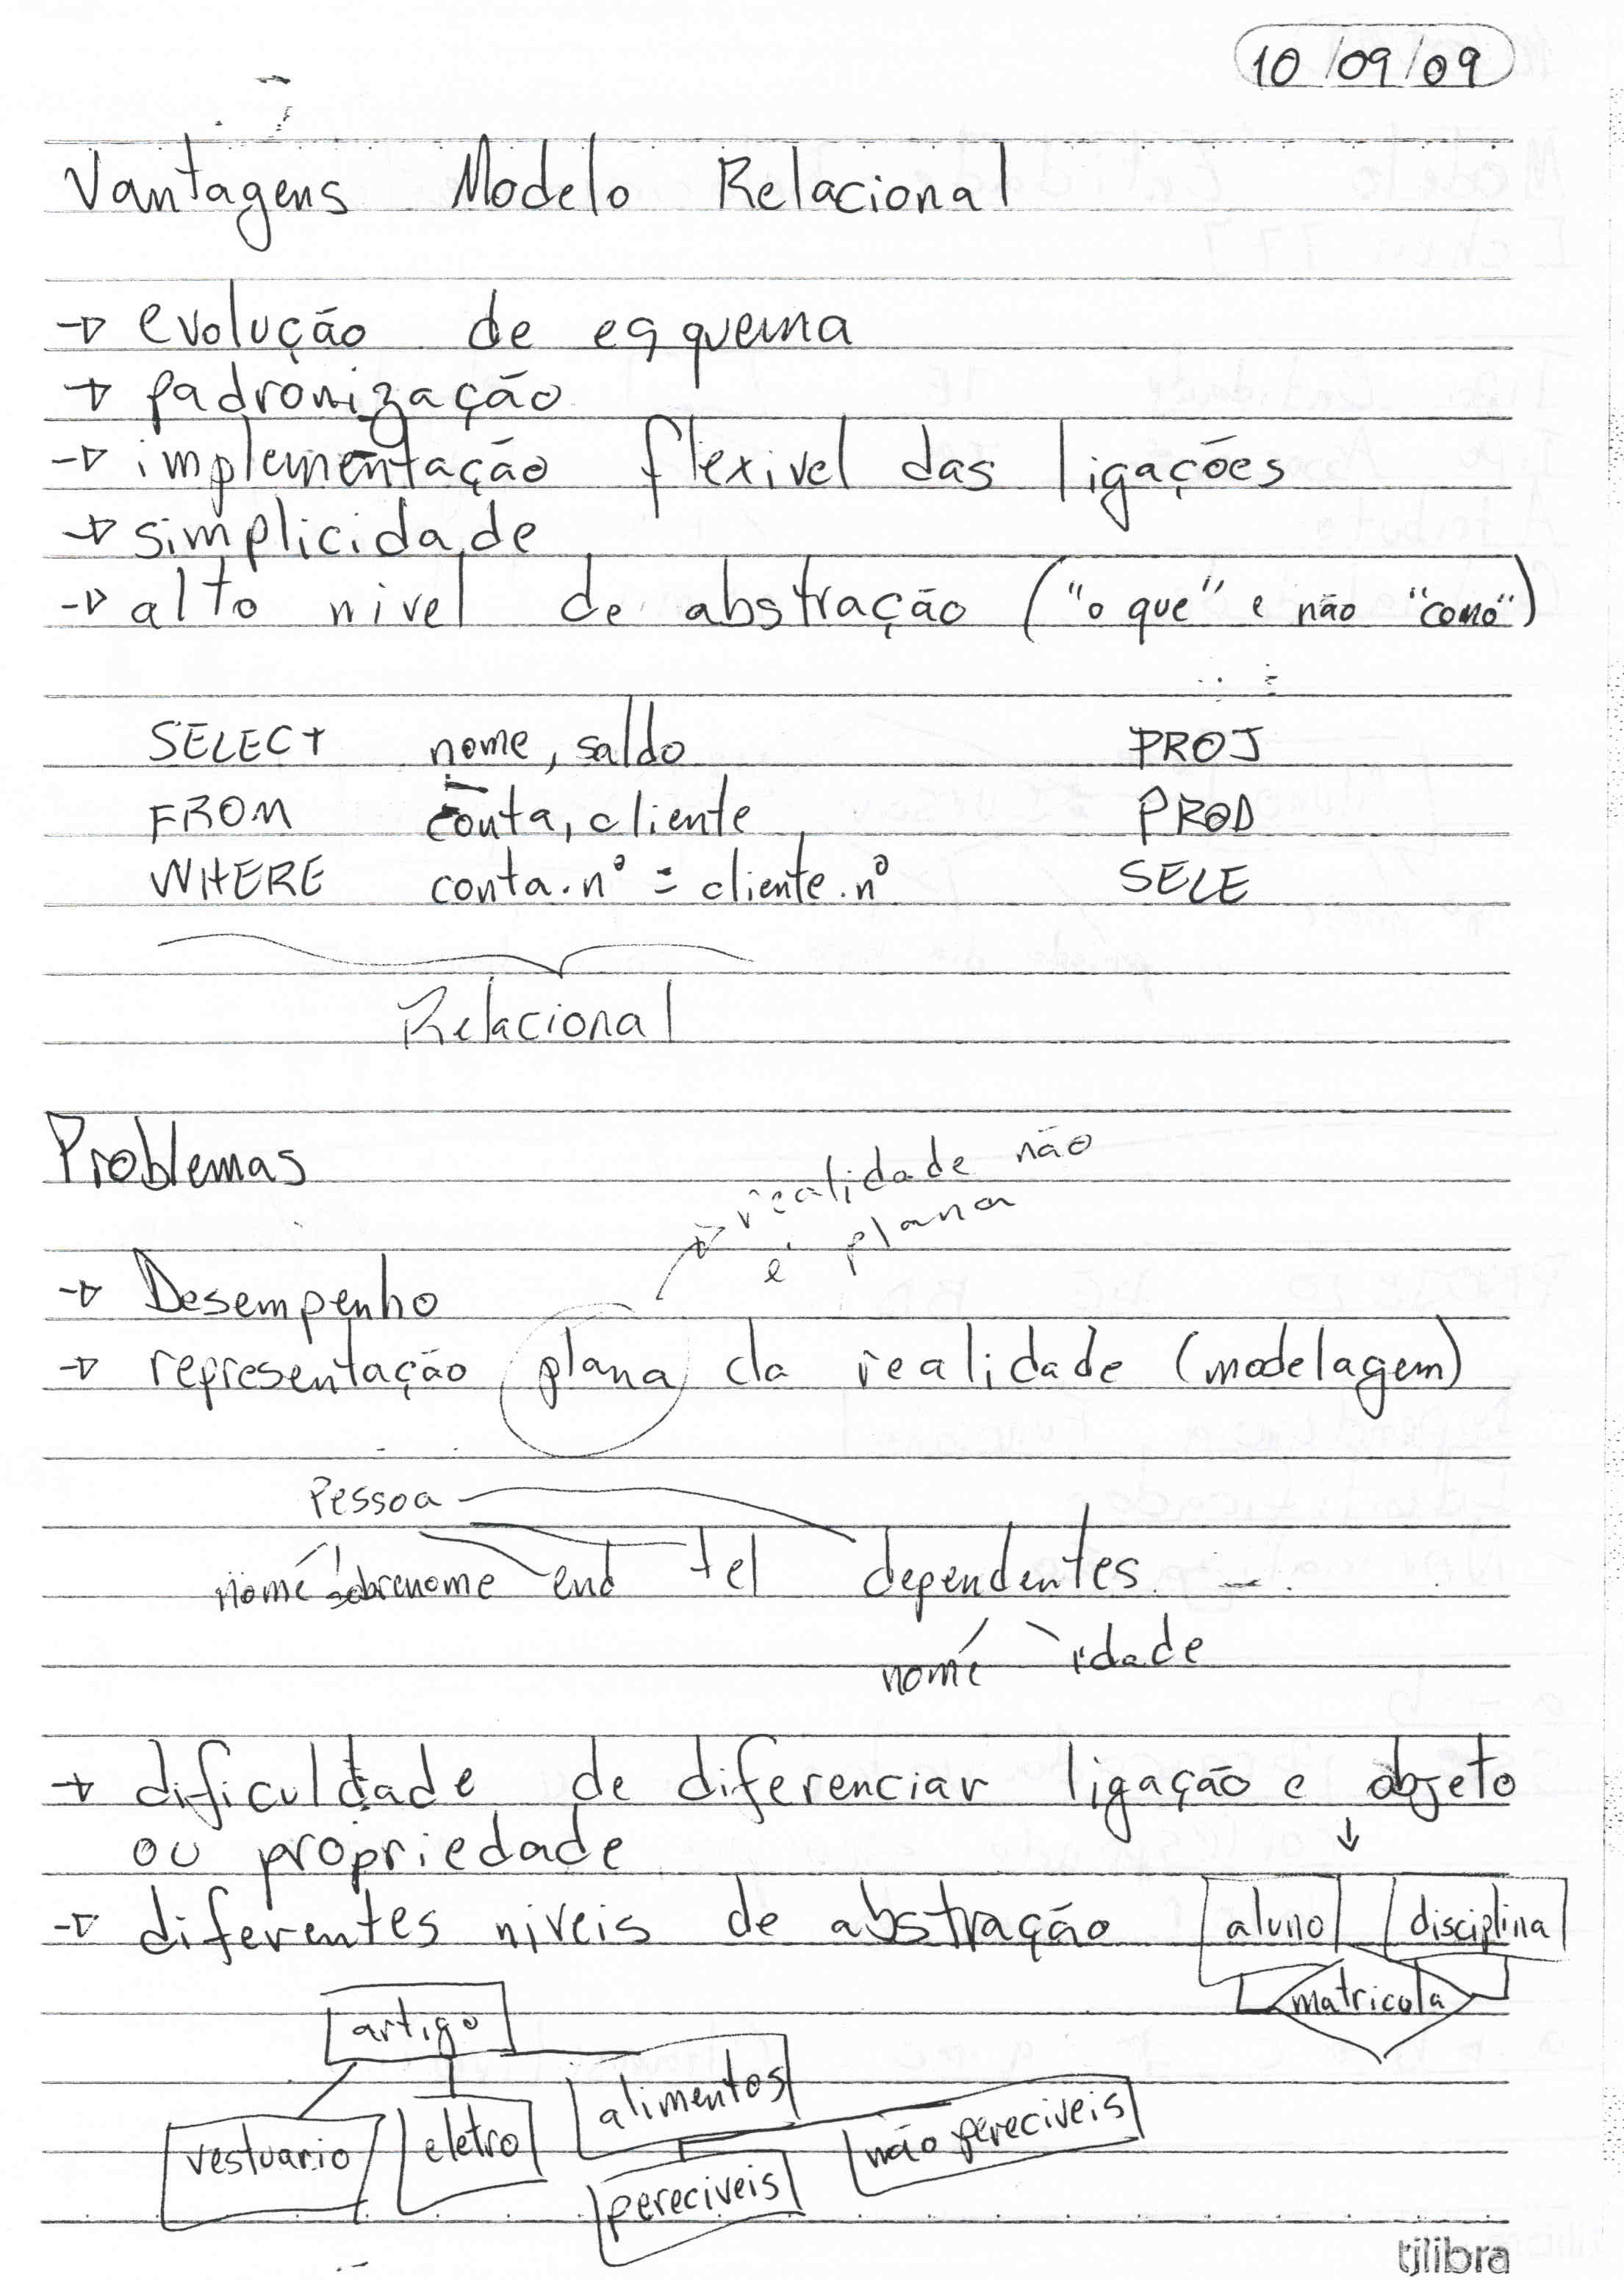 10/09/09
Vantagens Modelo Relacional
→ evolução de esquema
→ padronização
→ implementação flexivel das ligações
→ simplicidade
→ alto nivel de abstração ("o que" e não "como")
SELECT nome, saldo PROJ
FROM conta, cliente PROD
WHERE conta.nº = cliente.nº SELE
Relacional
Problemas
→ realidade não
é plana
→ Desempenho
→ representação plana da realidade (modelagem)
Pessoa
nome sobrenome end tel dependentes ...
nome idade
→ dificuldade de diferenciar ligação e objeto
ou propriedade ↓
→ diferentes niveis de abstração aluno disciplina
matricula
artigo
vestuario eletro alimentos
pereciveis não pereciveis
tilibra